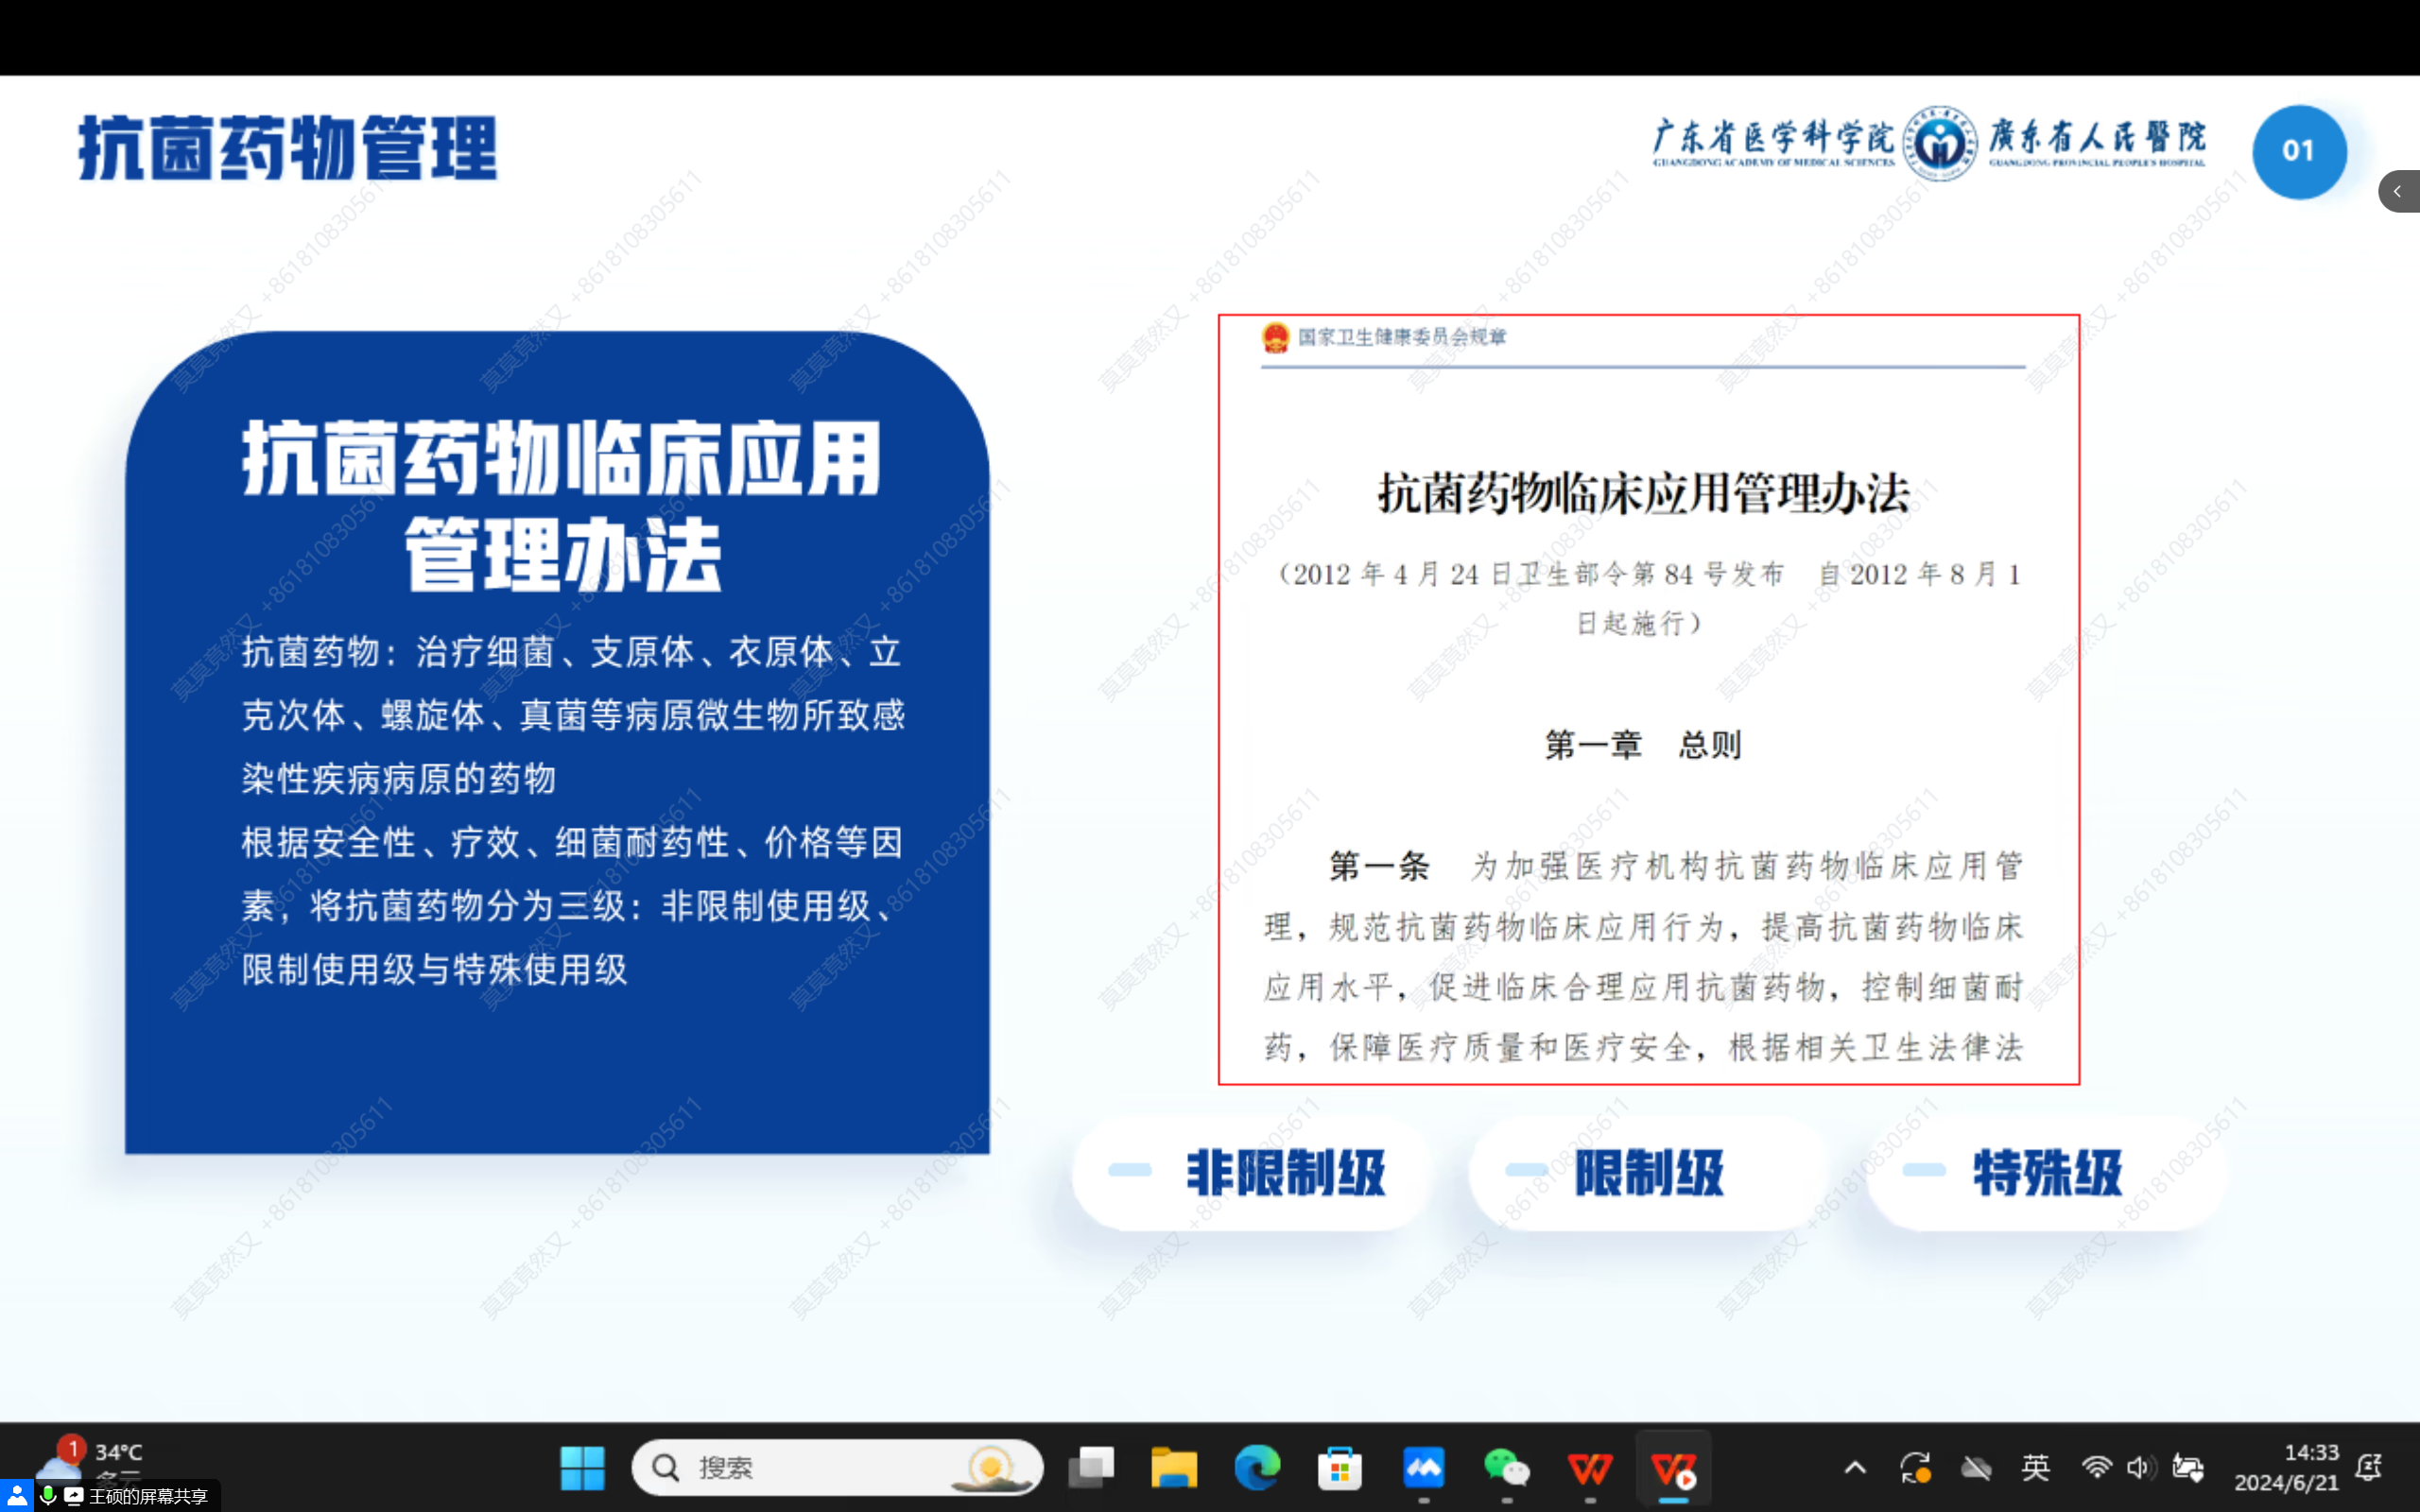 抗菌药物管理
广东省医学科学院
GUANGDONG ACADEMY OF MEDICAL SCIENCES
廣东省人民醫院
GUANGDONG PROVINCIAL PEOPLE'S HOSPITAL
01
抗菌药物临床应用
管理办法
抗菌药物：治疗细菌、支原体、衣原体、立
克次体、螺旋体、真菌等病原微生物所致感
染性疾病病原的药物
根据安全性、疗效、细菌耐药性、价格等因
素，将抗菌药物分为三级：非限制使用级、
限制使用级与特殊使用级
国家卫生健康委员会规章
抗菌药物临床应用管理办法
（2012 年 4 月 24 日卫生部令第 84 号发布 自 2012 年 8 月 1
日起施行）
第一章 总则
第一条 为加强医疗机构抗菌药物临床应用管
理，规范抗菌药物临床应用行为，提高抗菌药物临床
应用水平，促进临床合理应用抗菌药物，控制细菌耐
药，保障医疗质量和医疗安全，根据相关卫生法律法
非限制级
限制级
特殊级
莫莫竟然又 +8618108305611
1
34°C
多云
王硕的屏幕共享
搜索
英
14:33
2024/6/21